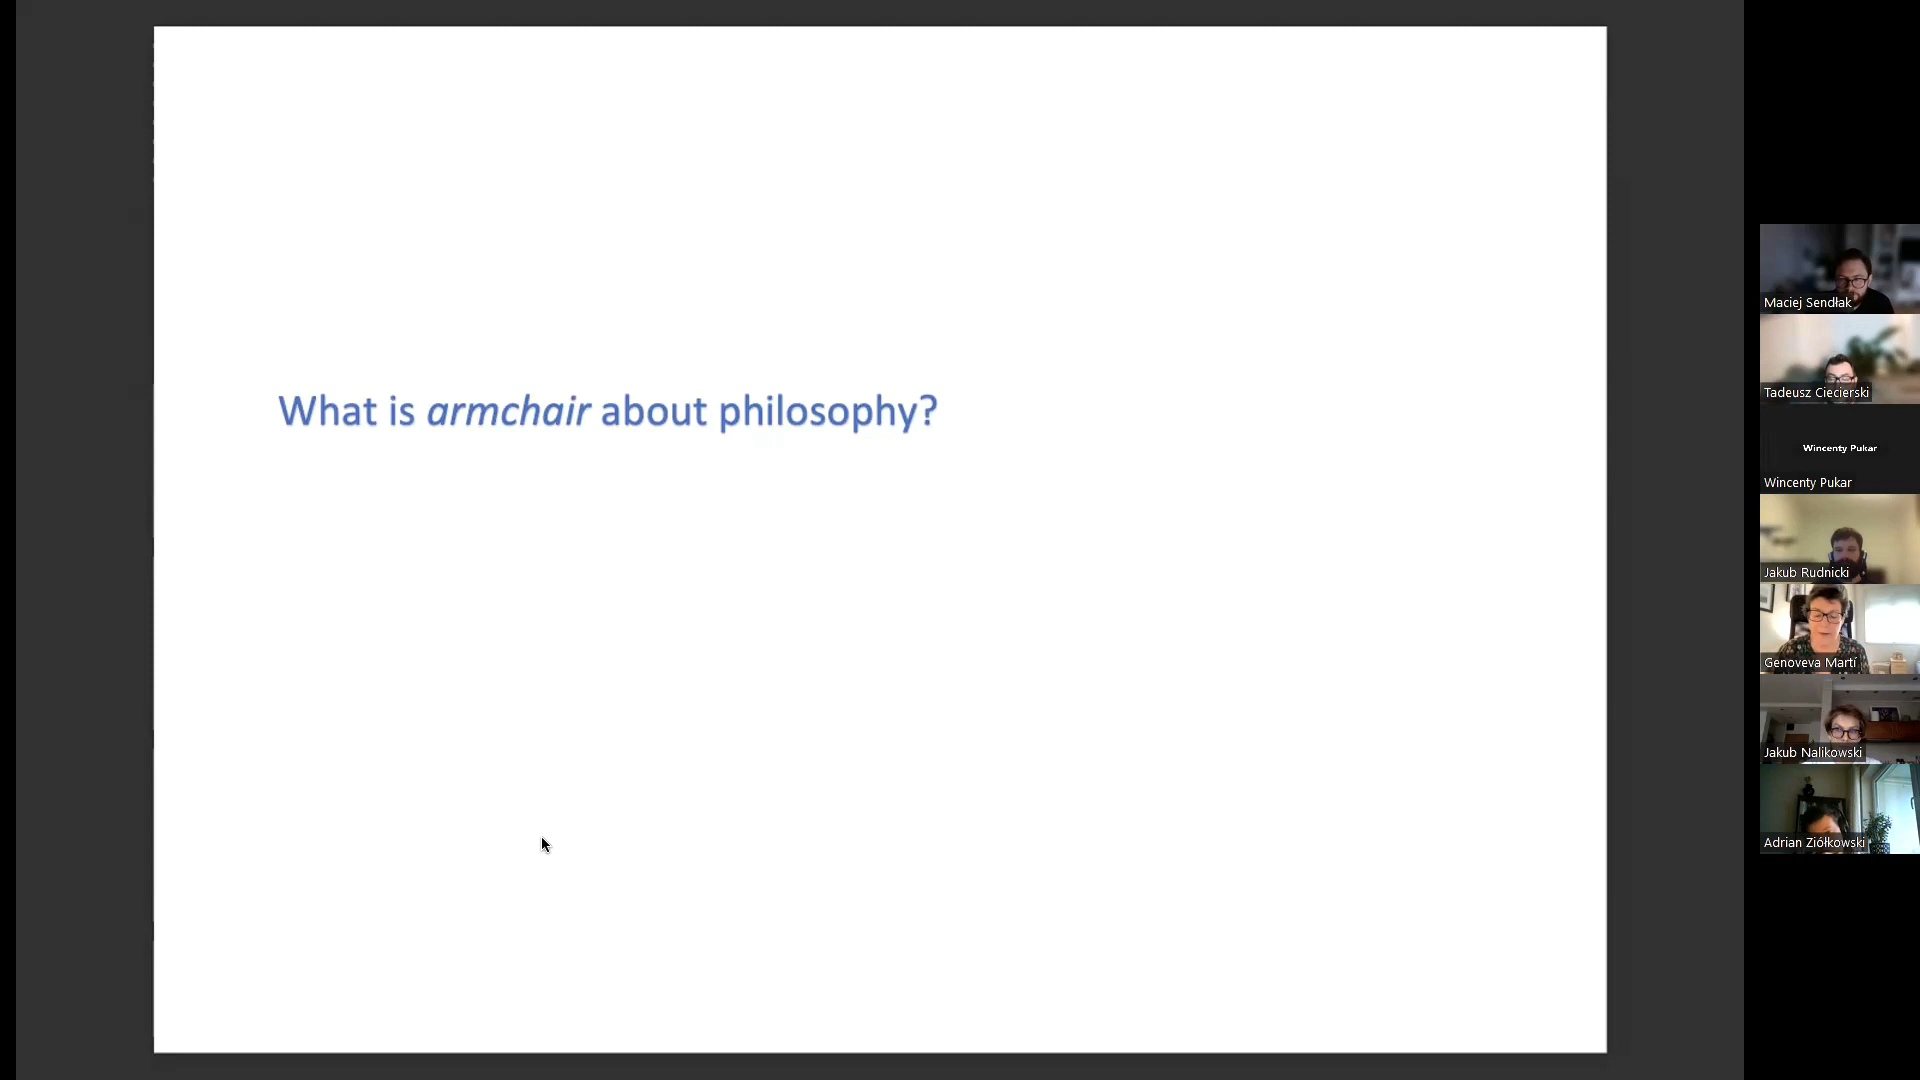 What is armchair about philosophy?
Maciej Sendłak
Tadeusz Ciecierski
Wincenty Pukar
Wincenty Pukar
Jakub Rudnicki
Genoveva Martí
Jakub Nalikowski
Adrian Ziółkowski